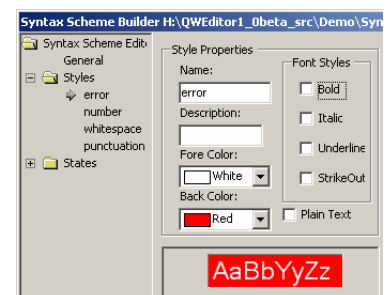 Syntax Scheme Builder H:\QWEditor1_0beta_src\Demo\Syn
Syntax Scheme Edit
General
Styles
error
number
whitespace
punctuation
States
Style Properties
Name:
error
Description:
Fore Color:
White
Back Color:
Red
Font Styles
Bold
Italic
Underline
StrikeOut
Plain Text
AaBbYyZz